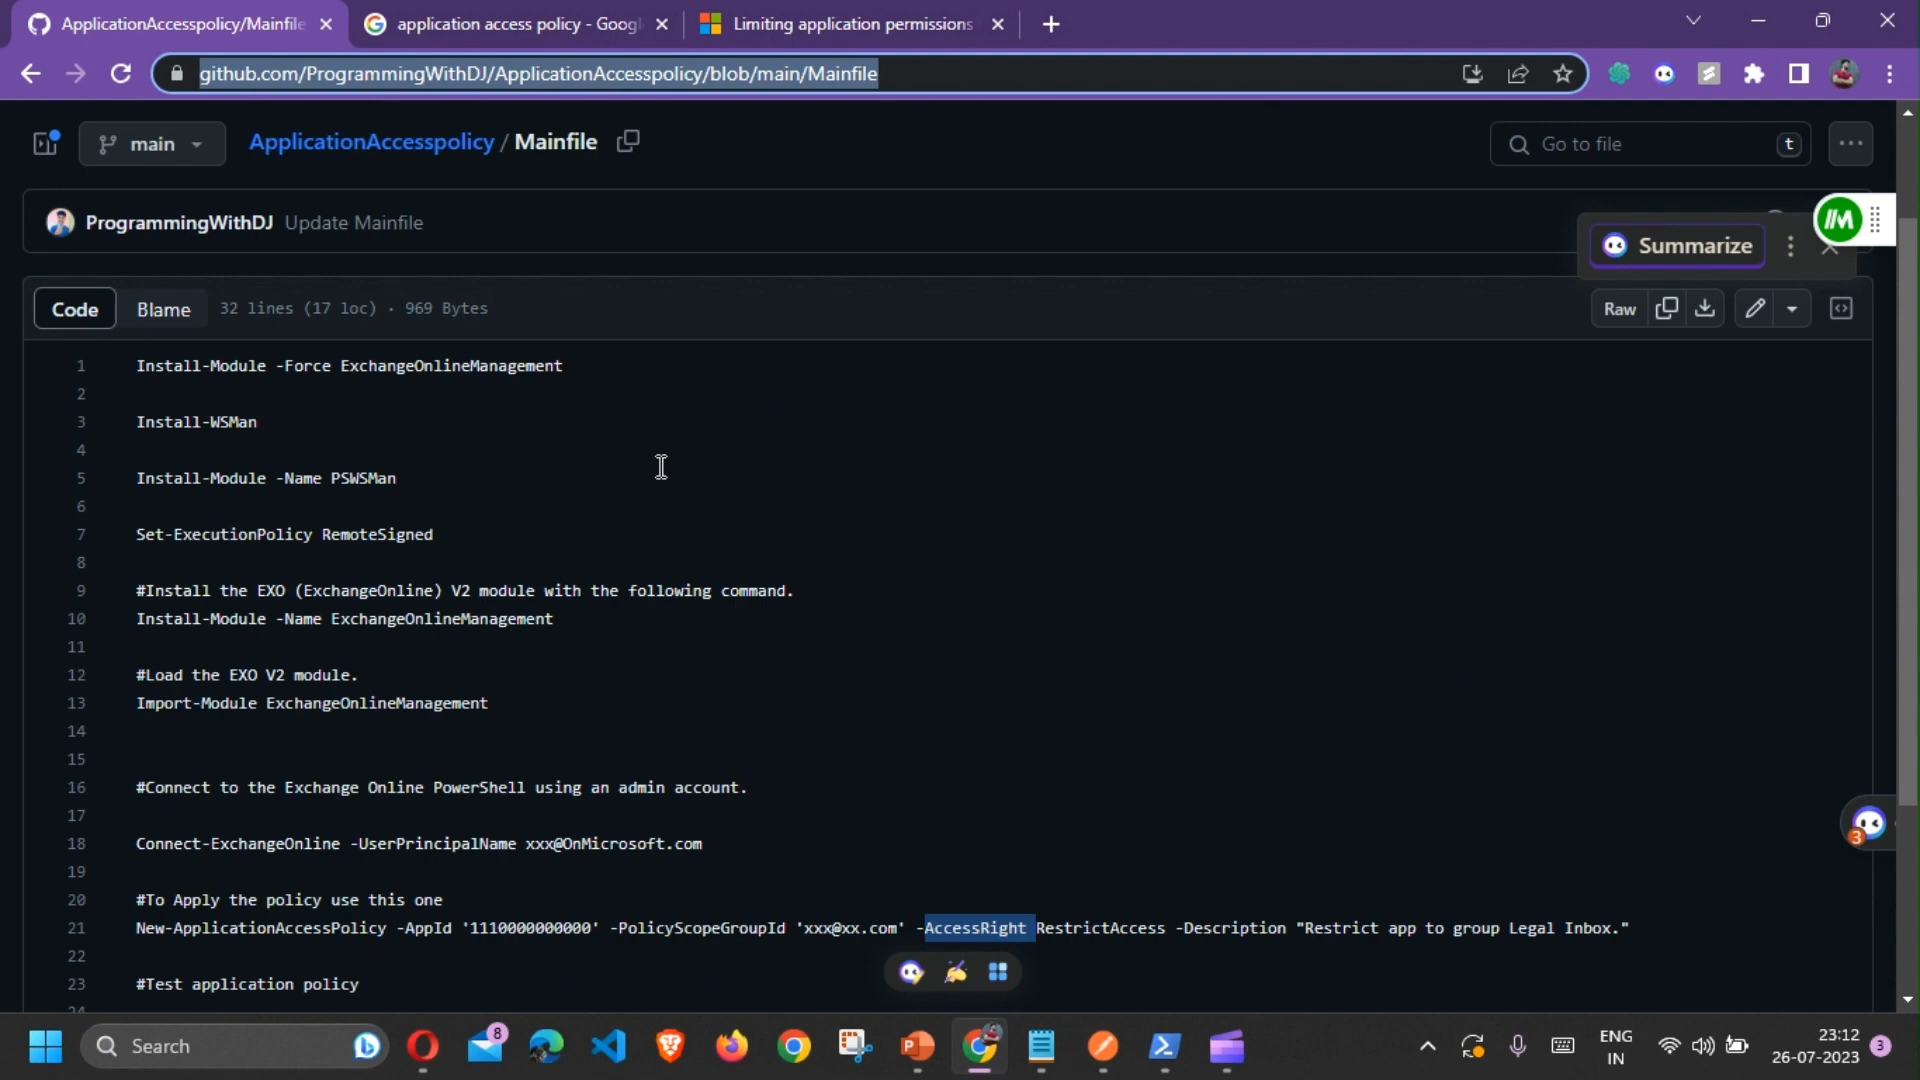 ApplicationAccesspolicy/Mainfile
application access policy - Googl
Limiting application permissions
github.com/ProgrammingWithDJ/ApplicationAccesspolicy/blob/main/Mainfile
main
ApplicationAccesspolicy / Mainfile
Go to file
t
ProgrammingWithDJ Update Mainfile
Summarize
Code
Blame
32 lines (17 loc) · 969 Bytes
Raw
1 Install-Module -Force ExchangeOnlineManagement
2
3 Install-WSMan
4
5 Install-Module -Name PSWSMan
6
7 Set-ExecutionPolicy RemoteSigned
8
9 #Install the EXO (ExchangeOnline) V2 module with the following command.
10 Install-Module -Name ExchangeOnlineManagement
11
12 #Load the EXO V2 module.
13 Import-Module ExchangeOnlineManagement
14
15
16 #Connect to the Exchange Online PowerShell using an admin account.
17
18 Connect-ExchangeOnline -UserPrincipalName xxx@OnMicrosoft.com
19
20 #To Apply the policy use this one
21 New-ApplicationAccessPolicy -AppId '1110000000000' -PolicyScopeGroupId 'xxx@xx.com' -AccessRight RestrictAccess -Description "Restrict app to group Legal Inbox."
22
23 #Test application policy
24
3
Search
8
ENG
IN
23:12
26-07-2023
3